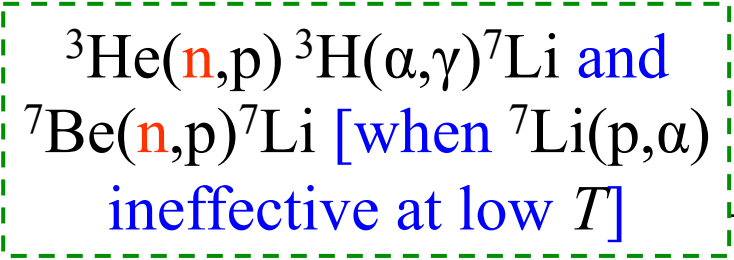 ³He(n,p) ³H(α,γ)⁷Li and
⁷Be(n,p)⁷Li [when ⁷Li(p,α)
ineffective at low T]